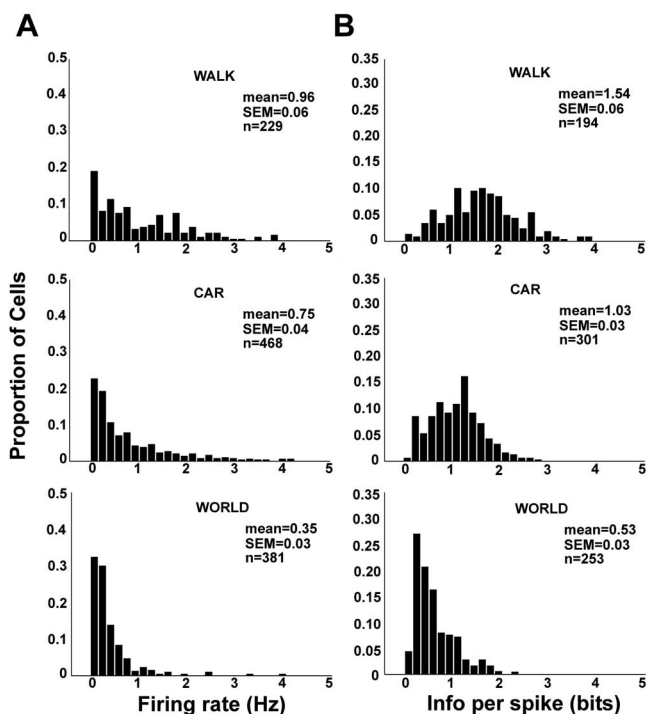 A
B
0.5
0.4
0.3
0.2
0.1
0
WALK
mean=0.96
SEM=0.06
n=229
0 1 2 3 4 5
0.35
0.30
0.25
0.20
0.15
0.10
0.05
0
WALK
mean=1.54
SEM=0.06
n=194
0 1 2 3 4 5
Proportion of Cells
0.5
0.4
0.3
0.2
0.1
0
CAR
mean=0.75
SEM=0.04
n=468
0 1 2 3 4 5
0.35
0.30
0.25
0.20
0.15
0.10
0.05
0
CAR
mean=1.03
SEM=0.03
n=301
0 1 2 3 4 5
0.5
0.4
0.3
0.2
0.1
0
WORLD
mean=0.35
SEM=0.03
n=381
0 1 2 3 4 5
Firing rate (Hz)
0.35
0.30
0.25
0.20
0.15
0.10
0.05
0
WORLD
mean=0.53
SEM=0.03
n=253
0 1 2 3 4 5
Info per spike (bits)